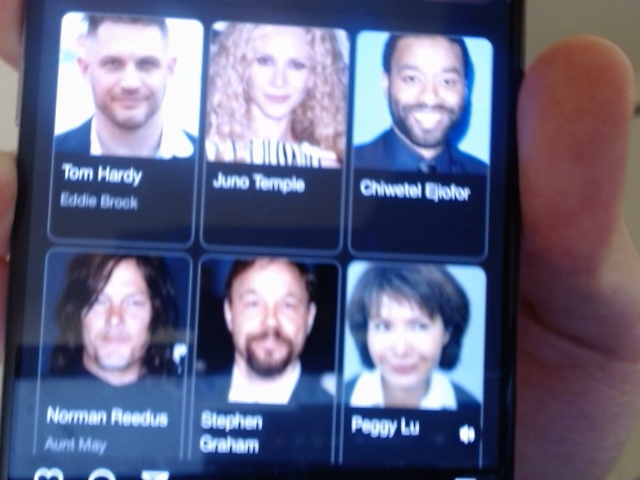 Tom Hardy
Eddie Brock
Juno Temple
Chiwetel Ejiofor
Norman Reedus
Aunt May
Stephen
Graham
Peggy Lu